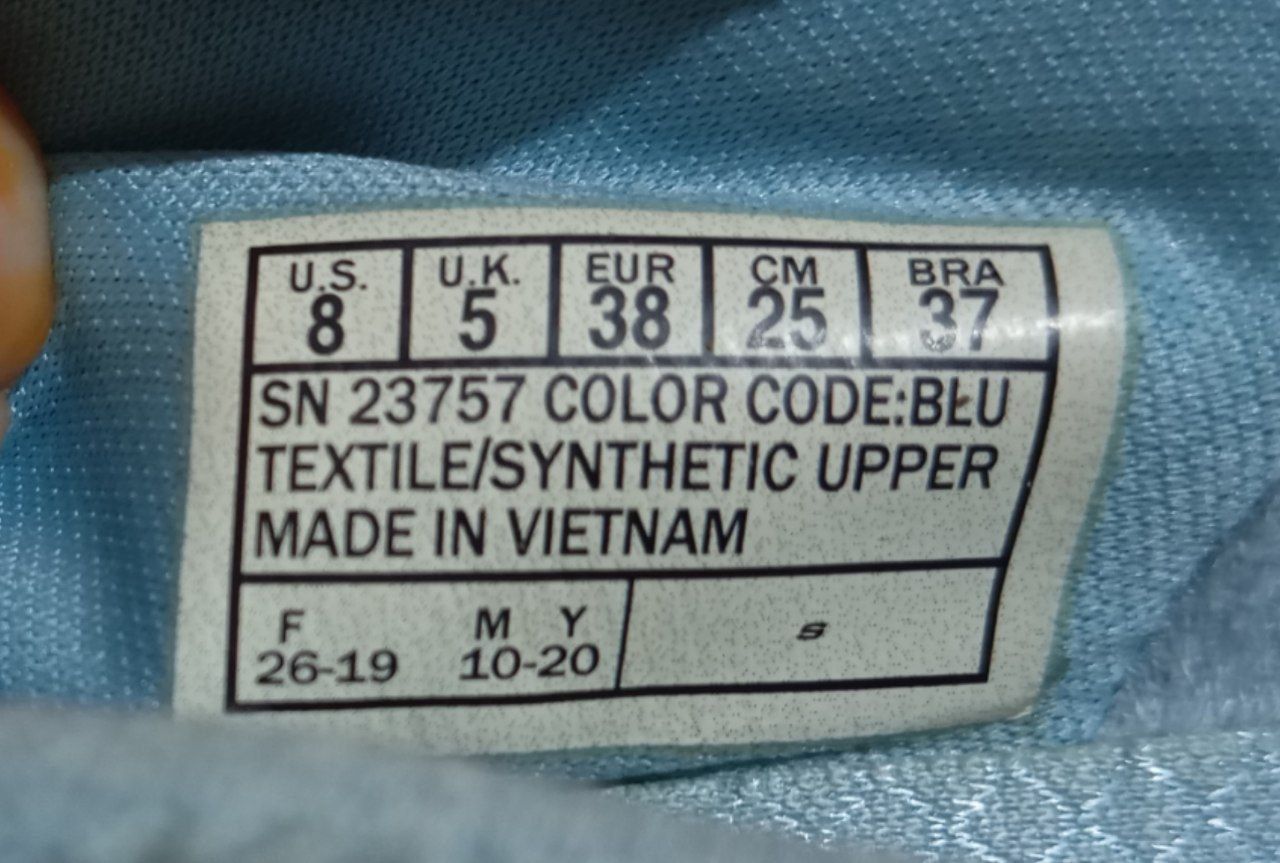 U.S. U.K. EUR CM BRA
8 5 38 25 37
SN 23757 COLOR CODE:BLU
TEXTILE/SYNTHETIC UPPER
MADE IN VIETNAM
F M Y
26-19 10-20 S